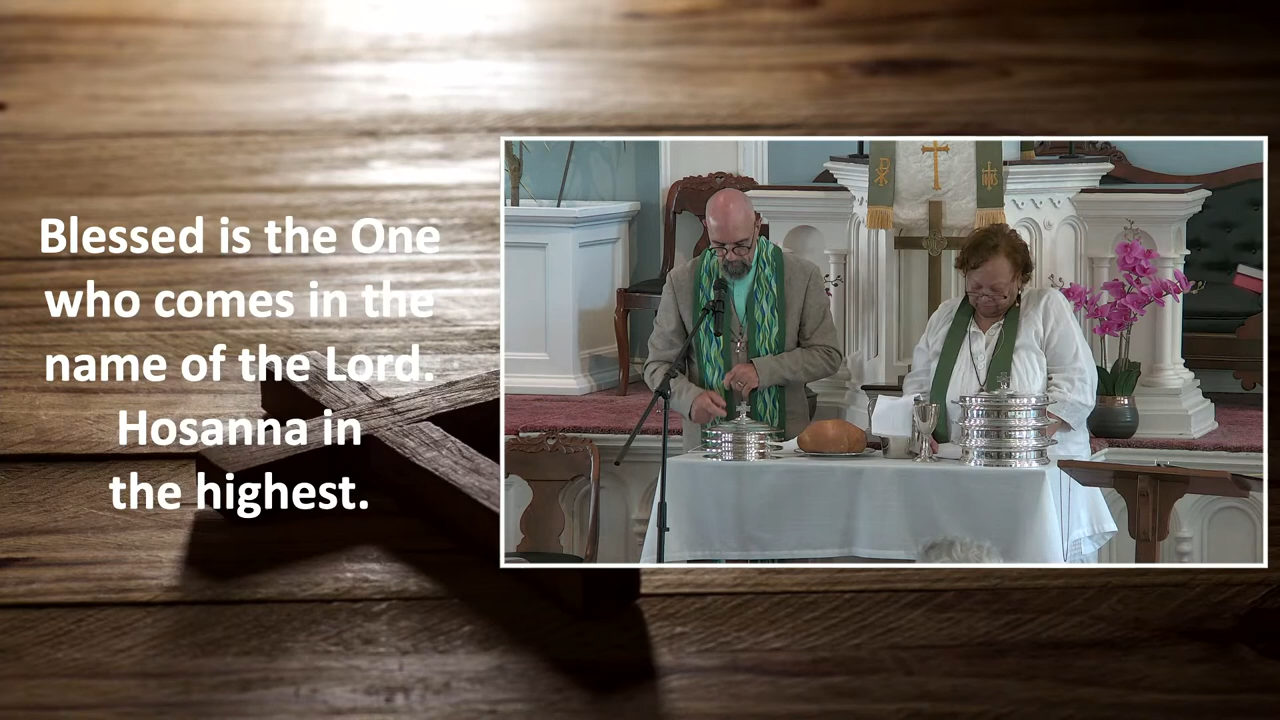 Blessed is the One
who comes in the
name of the Lord.
Hosanna in
the highest.